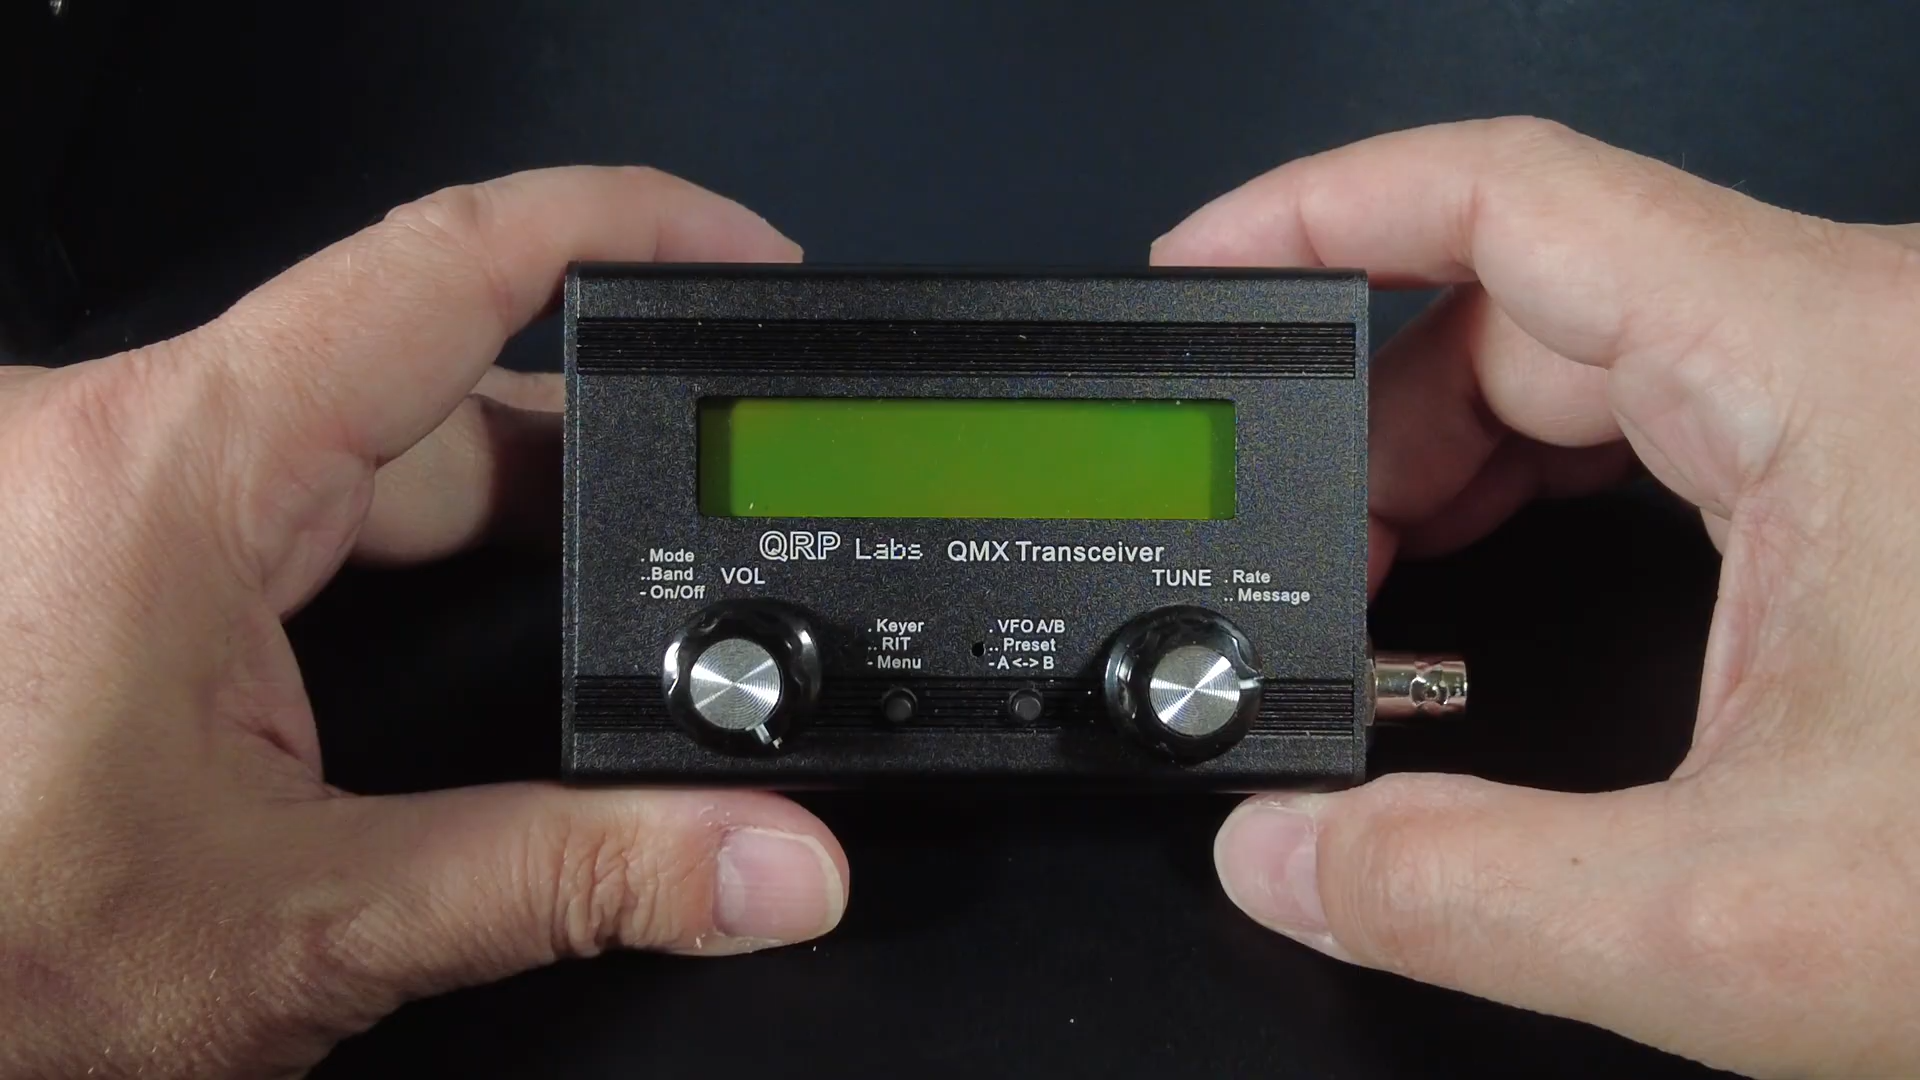 QRP Labs QMX Transceiver
. Mode
..Band
- On/Off
VOL
TUNE
. Rate
.. Message
. Keyer
.. RIT
- Menu
. VFO A/B
.. Preset
- A <-> B